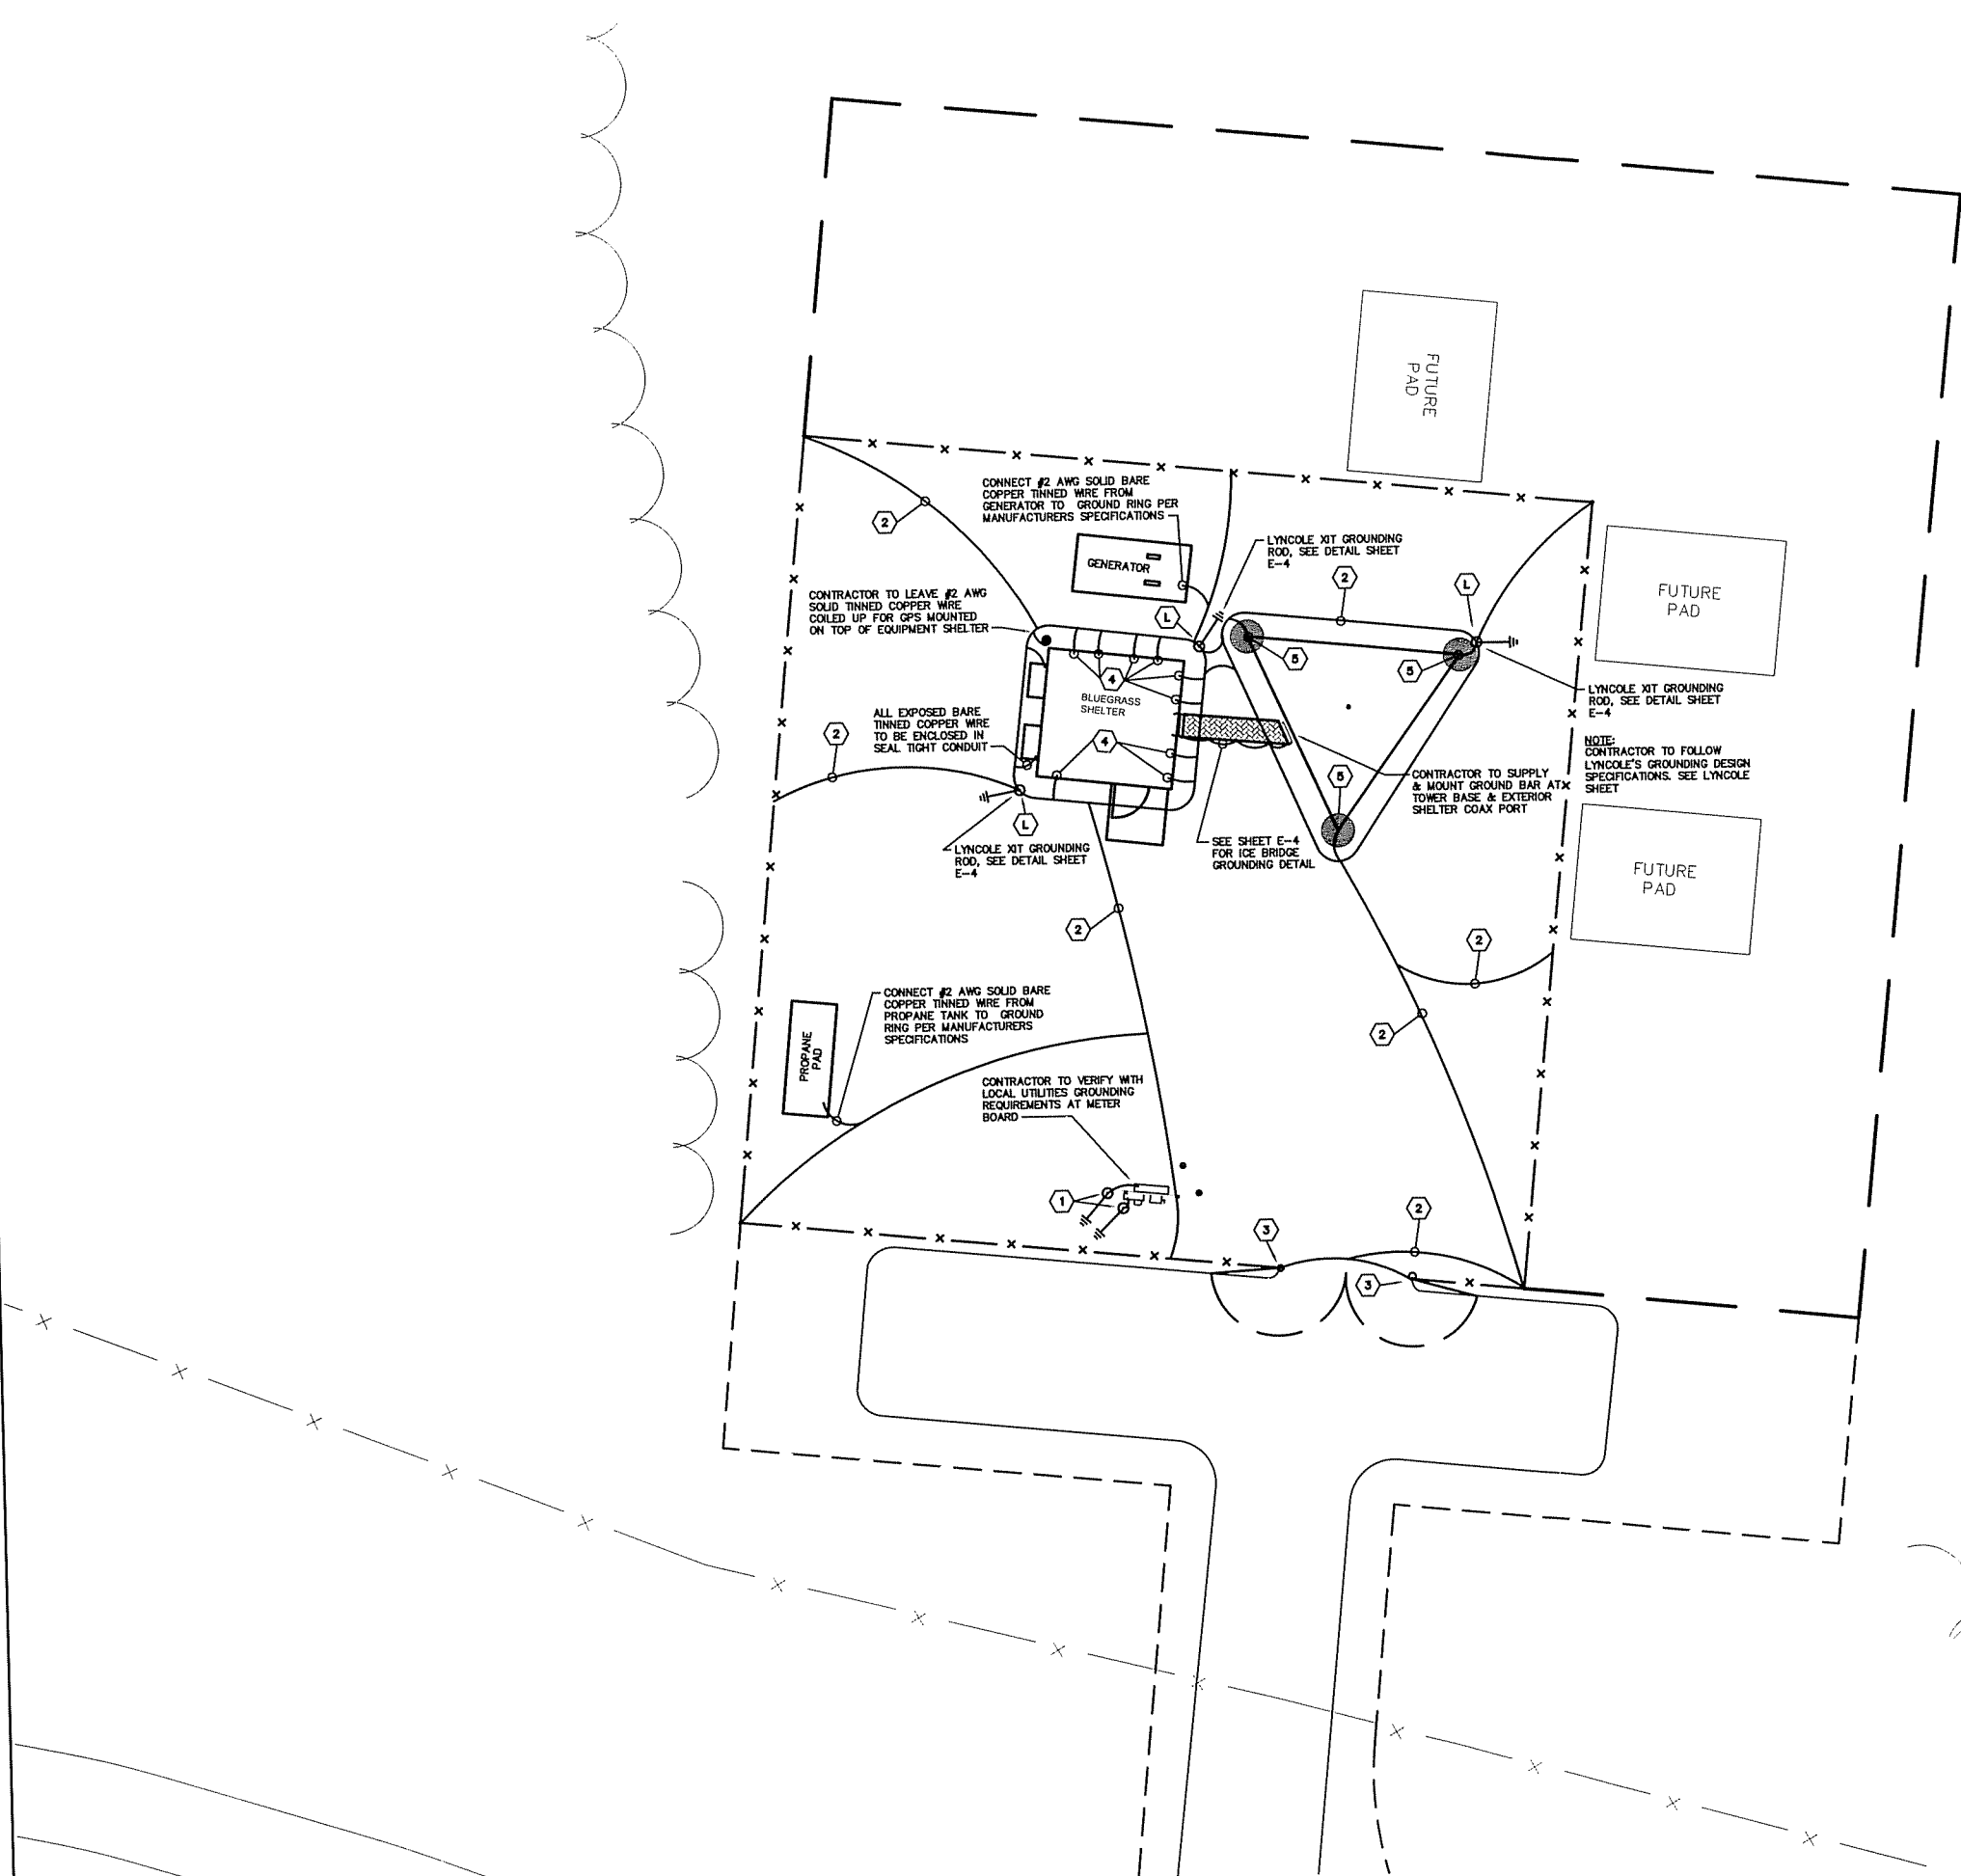 FUTURE
PAD
CONNECT #2 AWG SOLID BARE
COPPER TINNED WIRE FROM
GENERATOR TO GROUND RING PER
MANUFACTURERS SPECIFICATIONS
2
GENERATOR
LYNCOLE XIT GROUNDING
ROD, SEE DETAIL SHEET
E-4
2
L
FUTURE
PAD
CONTRACTOR TO LEAVE #2 AWG
SOLID TINNED COPPER WIRE
COILED UP FOR GPS MOUNTED
ON TOP OF EQUIPMENT SHELTER
L
5
5
4
BLUEGRASS
SHELTER
LYNCOLE XIT GROUNDING
ROD, SEE DETAIL SHEET
E-4
ALL EXPOSED BARE
TINNED COPPER WIRE
TO BE ENCLOSED IN
SEAL TIGHT CONDUIT
2
4
NOTE:
CONTRACTOR TO FOLLOW
LYNCOLE'S GROUNDING DESIGN
SPECIFICATIONS. SEE LYNCOLE
SHEET
5
CONTRACTOR TO SUPPLY
& MOUNT GROUND BAR AT
TOWER BASE & EXTERIOR
SHELTER COAX PORT
L
LYNCOLE XIT GROUNDING
ROD, SEE DETAIL SHEET
E-4
SEE SHEET E-4
FOR ICE BRIDGE
GROUNDING DETAIL
FUTURE
PAD
2
2
CONNECT #2 AWG SOLID BARE
COPPER TINNED WIRE FROM
PROPANE TANK TO GROUND
RING PER MANUFACTURERS
SPECIFICATIONS
2
PROPANE
PAD
CONTRACTOR TO VERIFY WITH
LOCAL UTILITIES GROUNDING
REQUIREMENTS AT METER
BOARD
1
3
2
3